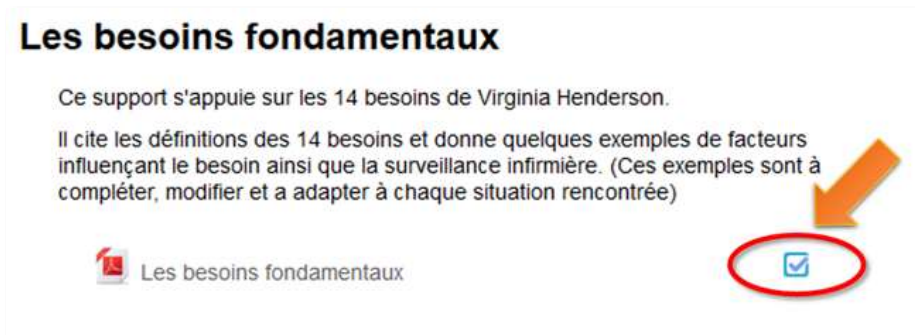 Les besoins fondamentaux
Ce support s'appuie sur les 14 besoins de Virginia Henderson.
Il cite les définitions des 14 besoins et donne quelques exemples de facteurs
influençant le besoin ainsi que la surveillance infirmière. (Ces exemples sont à
compléter, modifier et a adapter à chaque situation rencontrée)
Les besoins fondamentaux